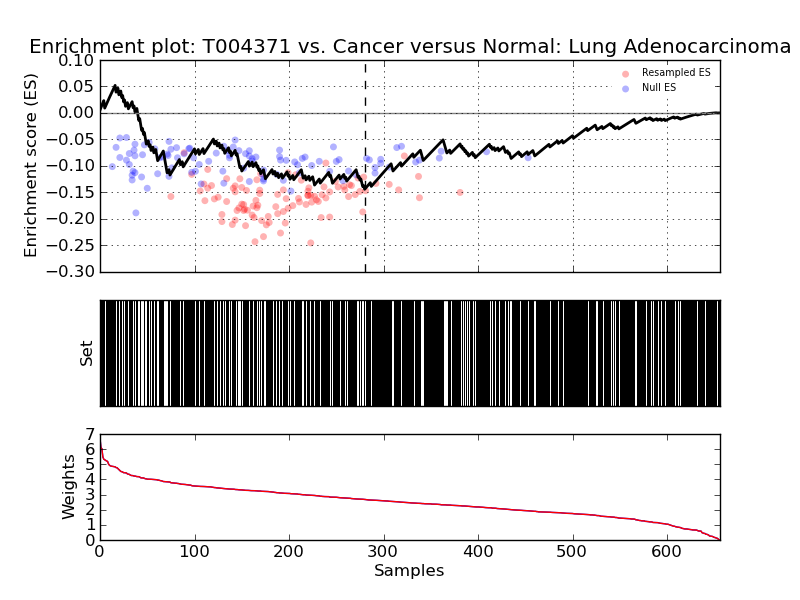 Enrichment plot: T004371 vs. Cancer versus Normal: Lung Adenocarcinoma
Enrichment score (ES)
0.10
0.05
0.00
−0.05
−0.10
−0.15
−0.20
−0.25
−0.30
Resampled ES
Null ES
Set
Weights
7
6
5
4
3
2
1
0
0 100 200 300 400 500 600
Samples